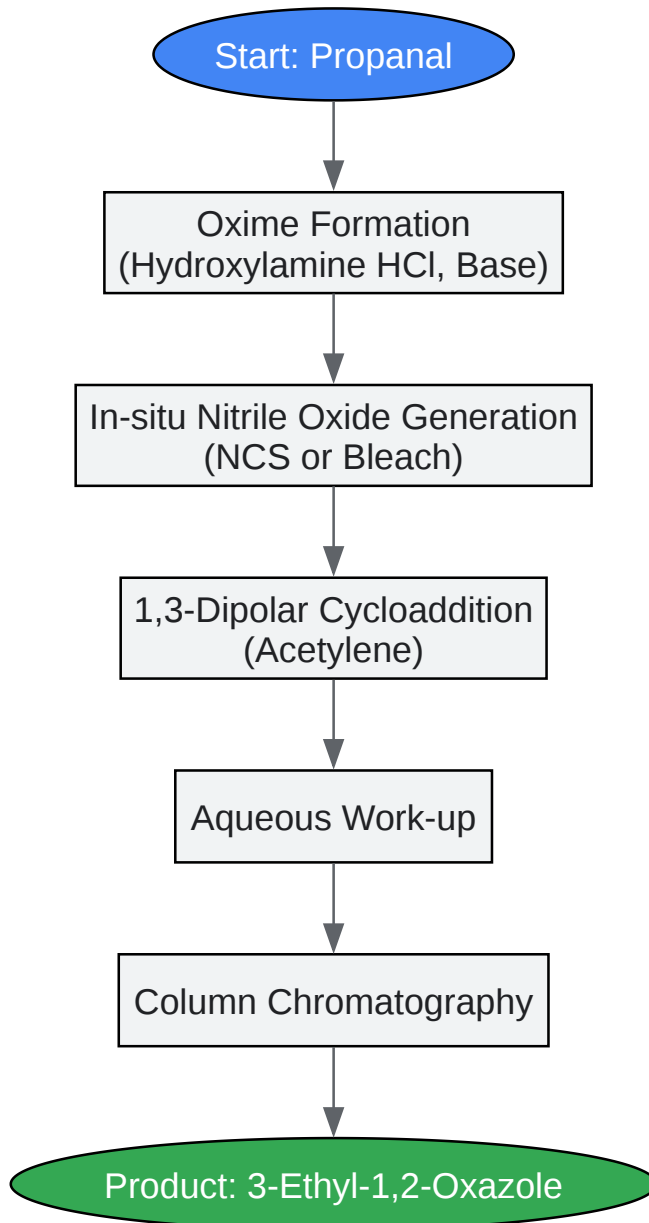 Start: Propanal
Oxime Formation
(Hydroxylamine HCl, Base)
In-situ Nitrile Oxide Generation
(NCS or Bleach)
1,3-Dipolar Cycloaddition
(Acetylene)
Aqueous Work-up
Column Chromatography
Product: 3-Ethyl-1,2-Oxazole